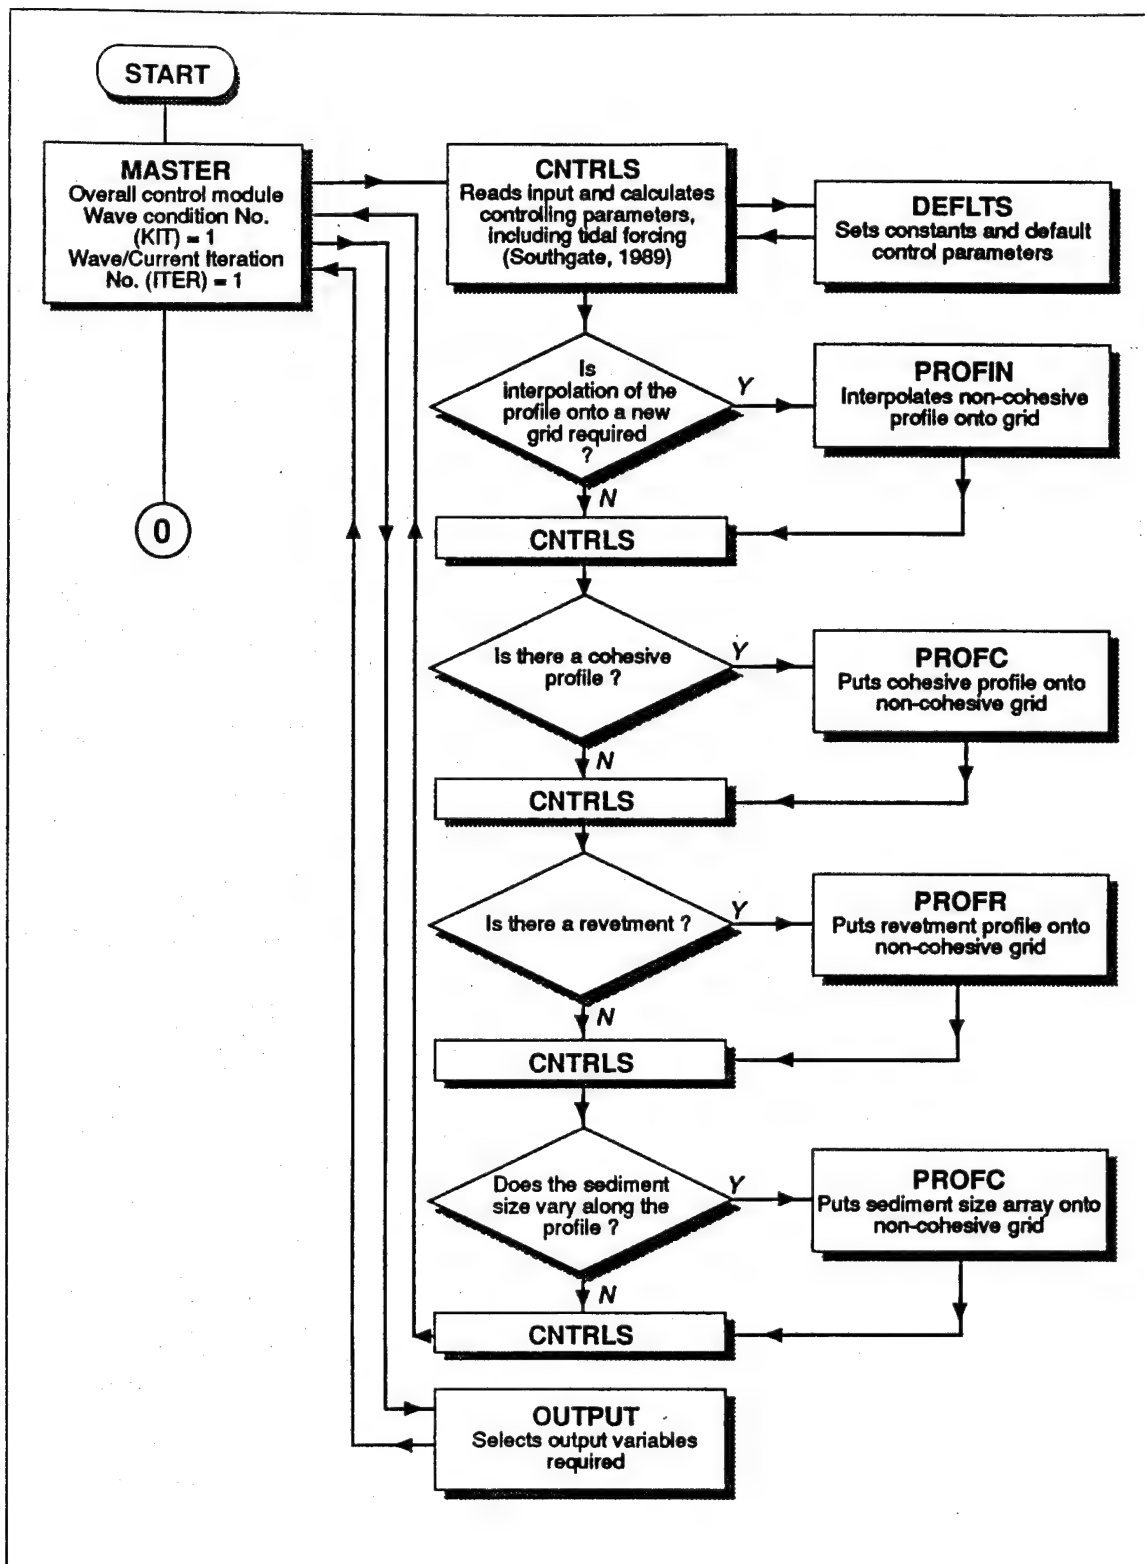 START
MASTER
Overall control module
Wave condition No.
(KIT) = 1
Wave/Current Iteration
No. (ITER) = 1
0
CNTRLS
Reads input and calculates
controlling parameters,
including tidal forcing
(Southgate, 1989)
DEFLTS
Sets constants and default
control parameters
Is
interpolation of the
profile onto a new
grid required
?
Y
N
PROFIN
Interpolates non-cohesive
profile onto grid
CNTRLS
Is there a cohesive
profile ?
Y
N
PROFC
Puts cohesive profile onto
non-cohesive grid
CNTRLS
Is there a revetment ?
Y
N
PROFR
Puts revetment profile onto
non-cohesive grid
CNTRLS
Does the sediment
size vary along the
profile ?
Y
N
PROFC
Puts sediment size array onto
non-cohesive grid
CNTRLS
OUTPUT
Selects output variables
required